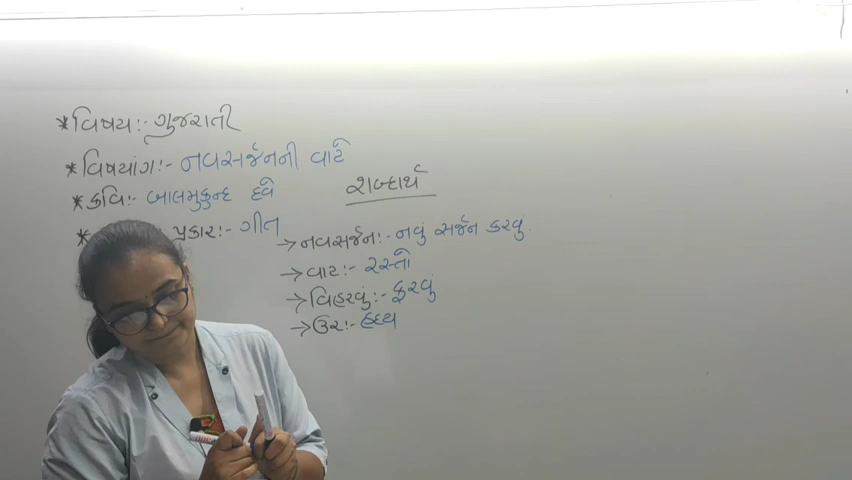 * વિષય:- ગુજરાતી
* વિષયાંગ:- નવસર્જનની વાટે
* કવિ:- બાલમુકુન્દ દવે
* પ્રકાર:- ગીત
શબ્દાર્થ
→ નવસર્જન:- નવું સર્જન કરવુ.
→ વાટ:- રસ્તો
→ વિહરવું:- ફરવું
→ ઉર:- હૃદય